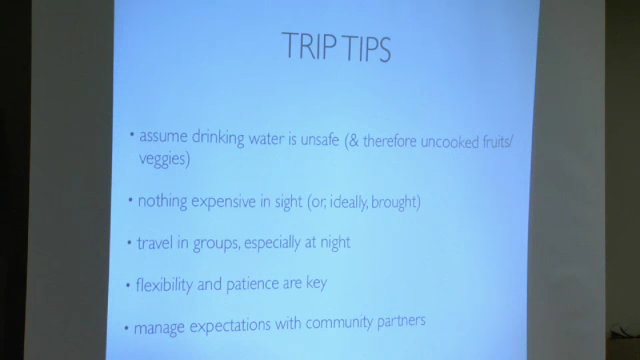 TRIP TIPS
• assume drinking water is unsafe (& therefore uncooked fruits/
veggies)
• nothing expensive in sight (or, ideally, brought)
• travel in groups, especially at night
• flexibility and patience are key
• manage expectations with community partners